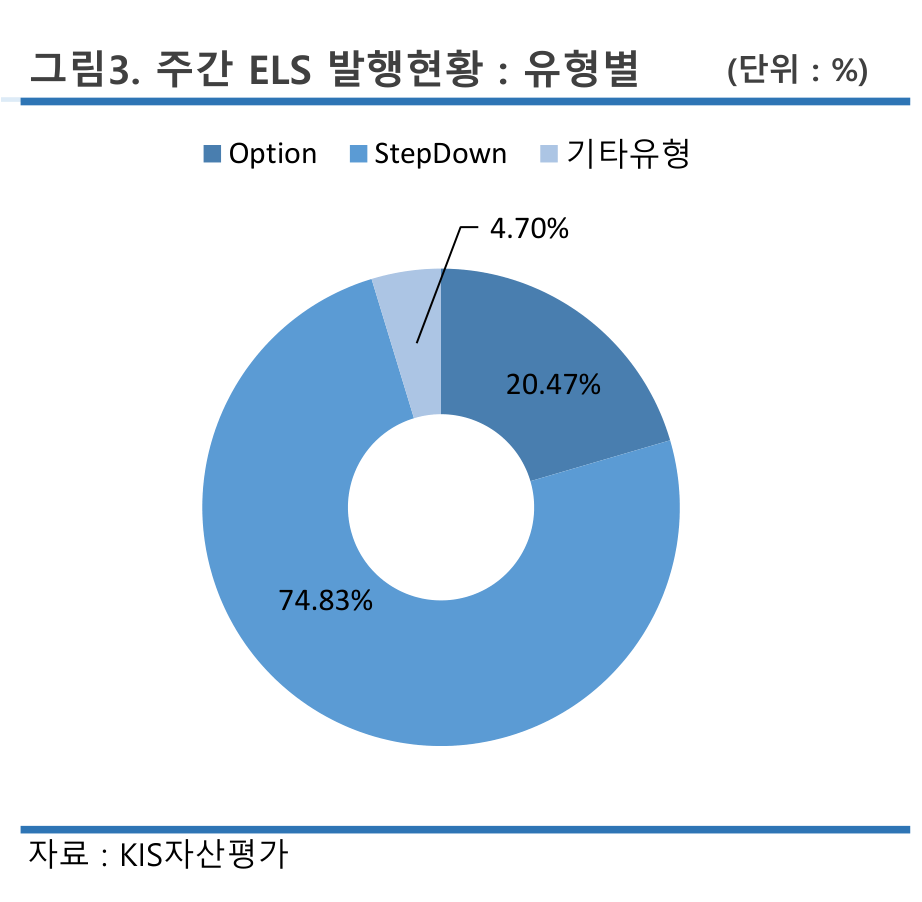 그림3. 주간 ELS 발행현황 : 유형별 (단위 : %)
Option StepDown 기타유형
4.70%
20.47%
74.83%
자료 : KIS자산평가